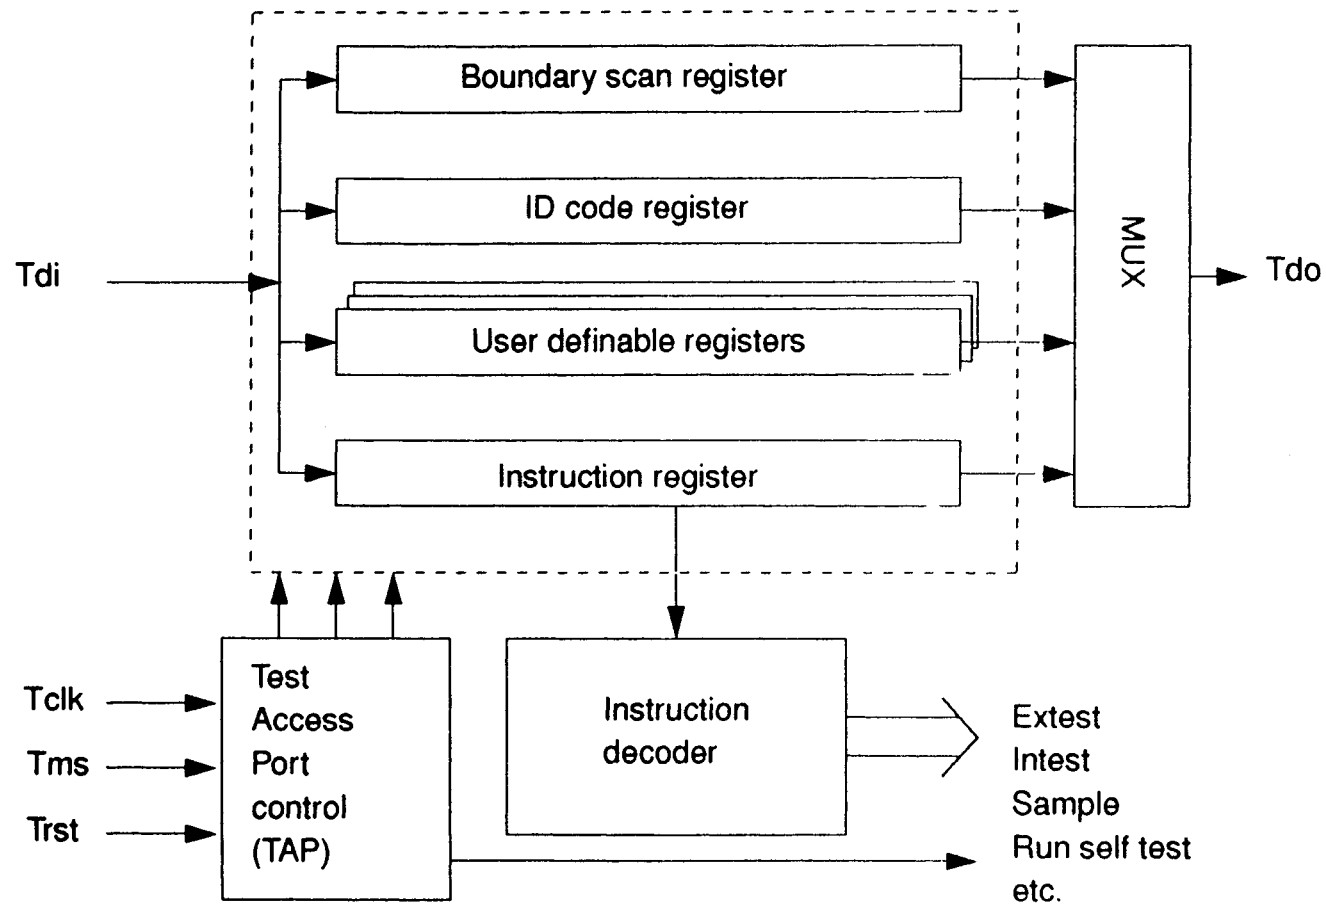 Boundary scan register
ID code register
MUX
Tdi
Tdo
User definable registers
Instruction register
Test
Access
Port
control
(TAP)
Tclk
Tms
Trst
Instruction
decoder
Extest
Intest
Sample
Run self test
etc.